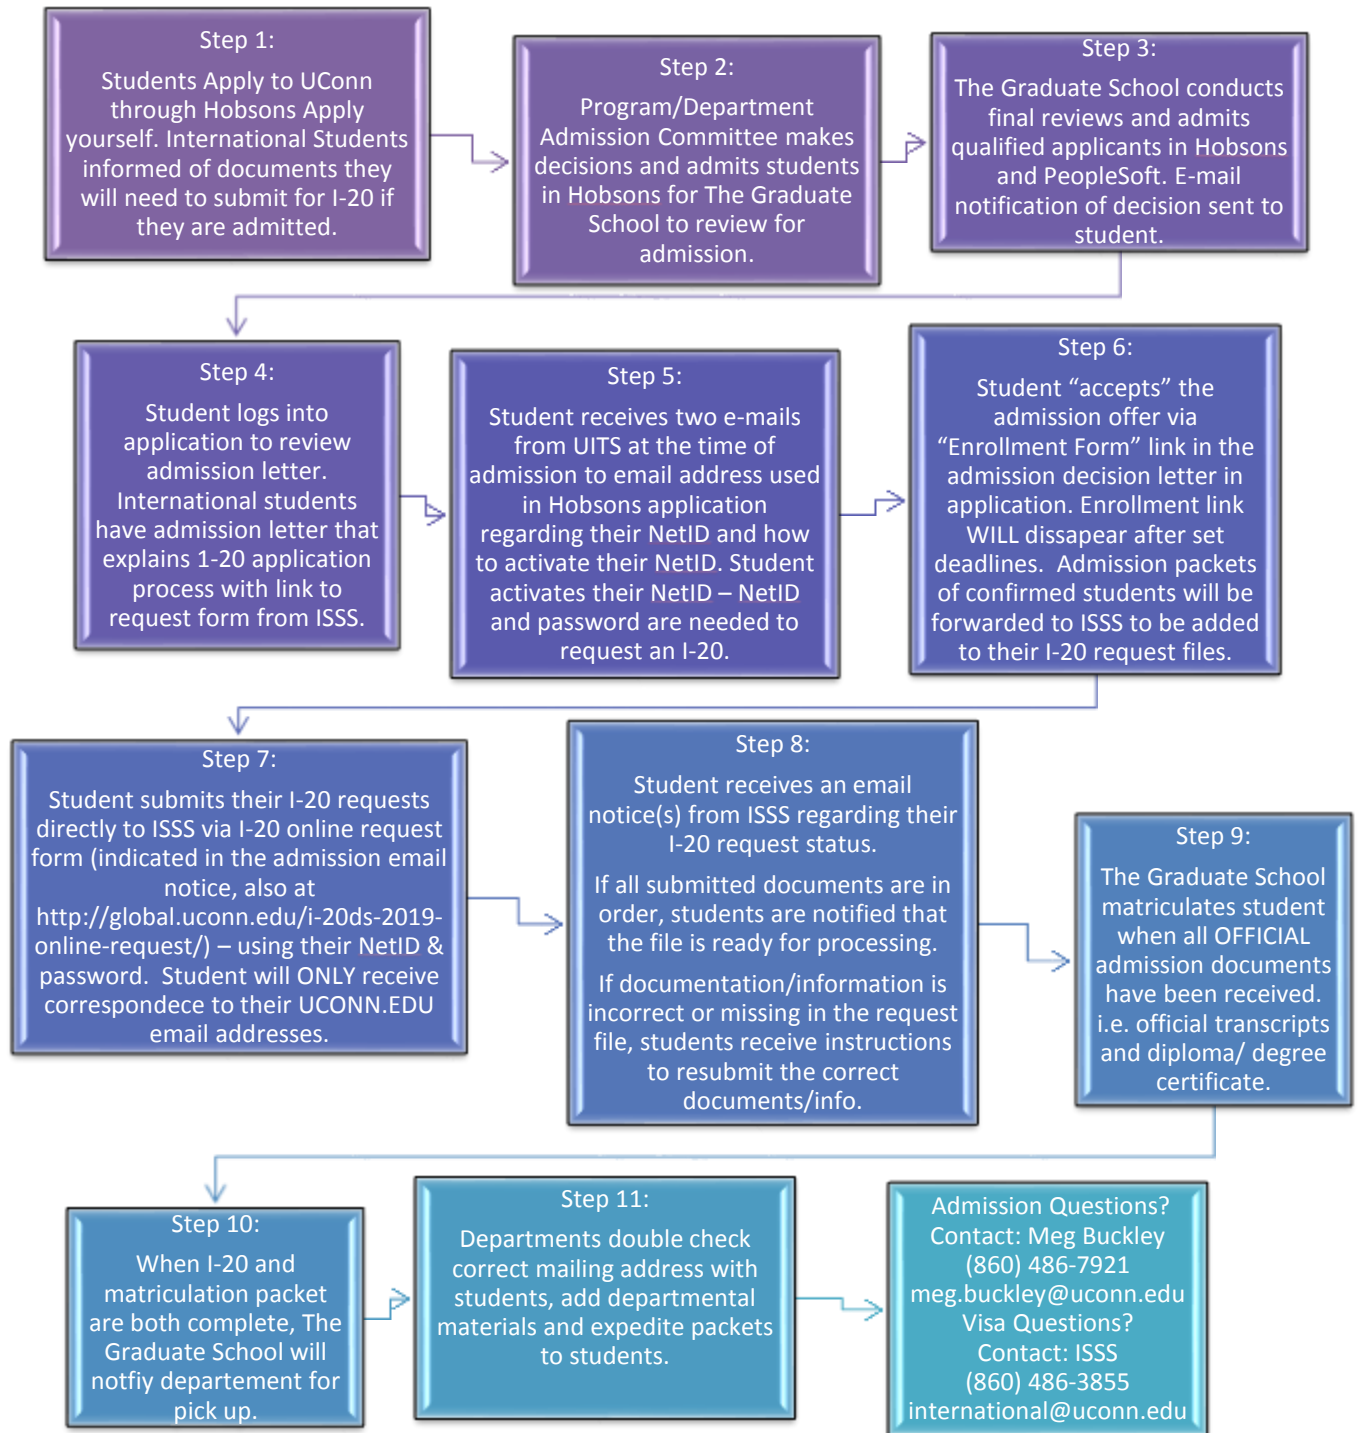 Step 1:
Students Apply to UConn
through Hobsons Apply
yourself. International Students
informed of documents they
will need to submit for I-20 if
they are admitted.
Step 2:
Program/Department
Admission Committee makes
decisions and admits students
in Hobsons for The Graduate
School to review for
admission.
Step 3:
The Graduate School conducts
final reviews and admits
qualified applicants in Hobsons
and PeopleSoft. E-mail
notification of decision sent to
student.
Step 4:
Student logs into
application to review
admission letter.
International students
have admission letter that
explains 1-20 application
process with link to
request form from ISSS.
Step 5:
Student receives two e-mails
from UITS at the time of
admission to email address used
in Hobsons application
regarding their NetID and how
to activate their NetID. Student
activates their NetID – NetID
and password are needed to
request an I-20.
Step 6:
Student “accepts” the
admission offer via
“Enrollment Form” link in the
admission decision letter in
application. Enrollment link
WILL dissapear after set
deadlines.  Admission packets
of confirmed students will be
forwarded to ISSS to be added
to their I-20 request files.
Step 7:
Student submits their I-20 requests
directly to ISSS via I-20 online request
form (indicated in the admission email
notice, also at
http://global.uconn.edu/i-20ds-2019-
online-request/) – using their NetID &
password.  Student will ONLY receive
correspondece to their UCONN.EDU
email addresses.
Step 8:
Student receives an email
notice(s) from ISSS regarding their
I-20 request status.
If all submitted documents are in
order, students are notified that
the file is ready for processing.
If documentation/information is
incorrect or missing in the request
file, students receive instructions
to resubmit the correct
documents/info.
Step 9:
The Graduate School
matriculates student
when all OFFICIAL
admission documents
have been received.
i.e. official transcripts
and diploma/ degree
certificate.
Step 10:
When I-20 and
matriculation packet
are both complete, The
Graduate School will
notfiy departement for
pick up.
Step 11:
Departments double check
correct mailing address with
students, add departmental
materials and expedite packets
to students.
Admission Questions?
Contact: Meg Buckley
(860) 486-7921
meg.buckley@uconn.edu
Visa Questions?
Contact: ISSS
(860) 486-3855
international@uconn.edu